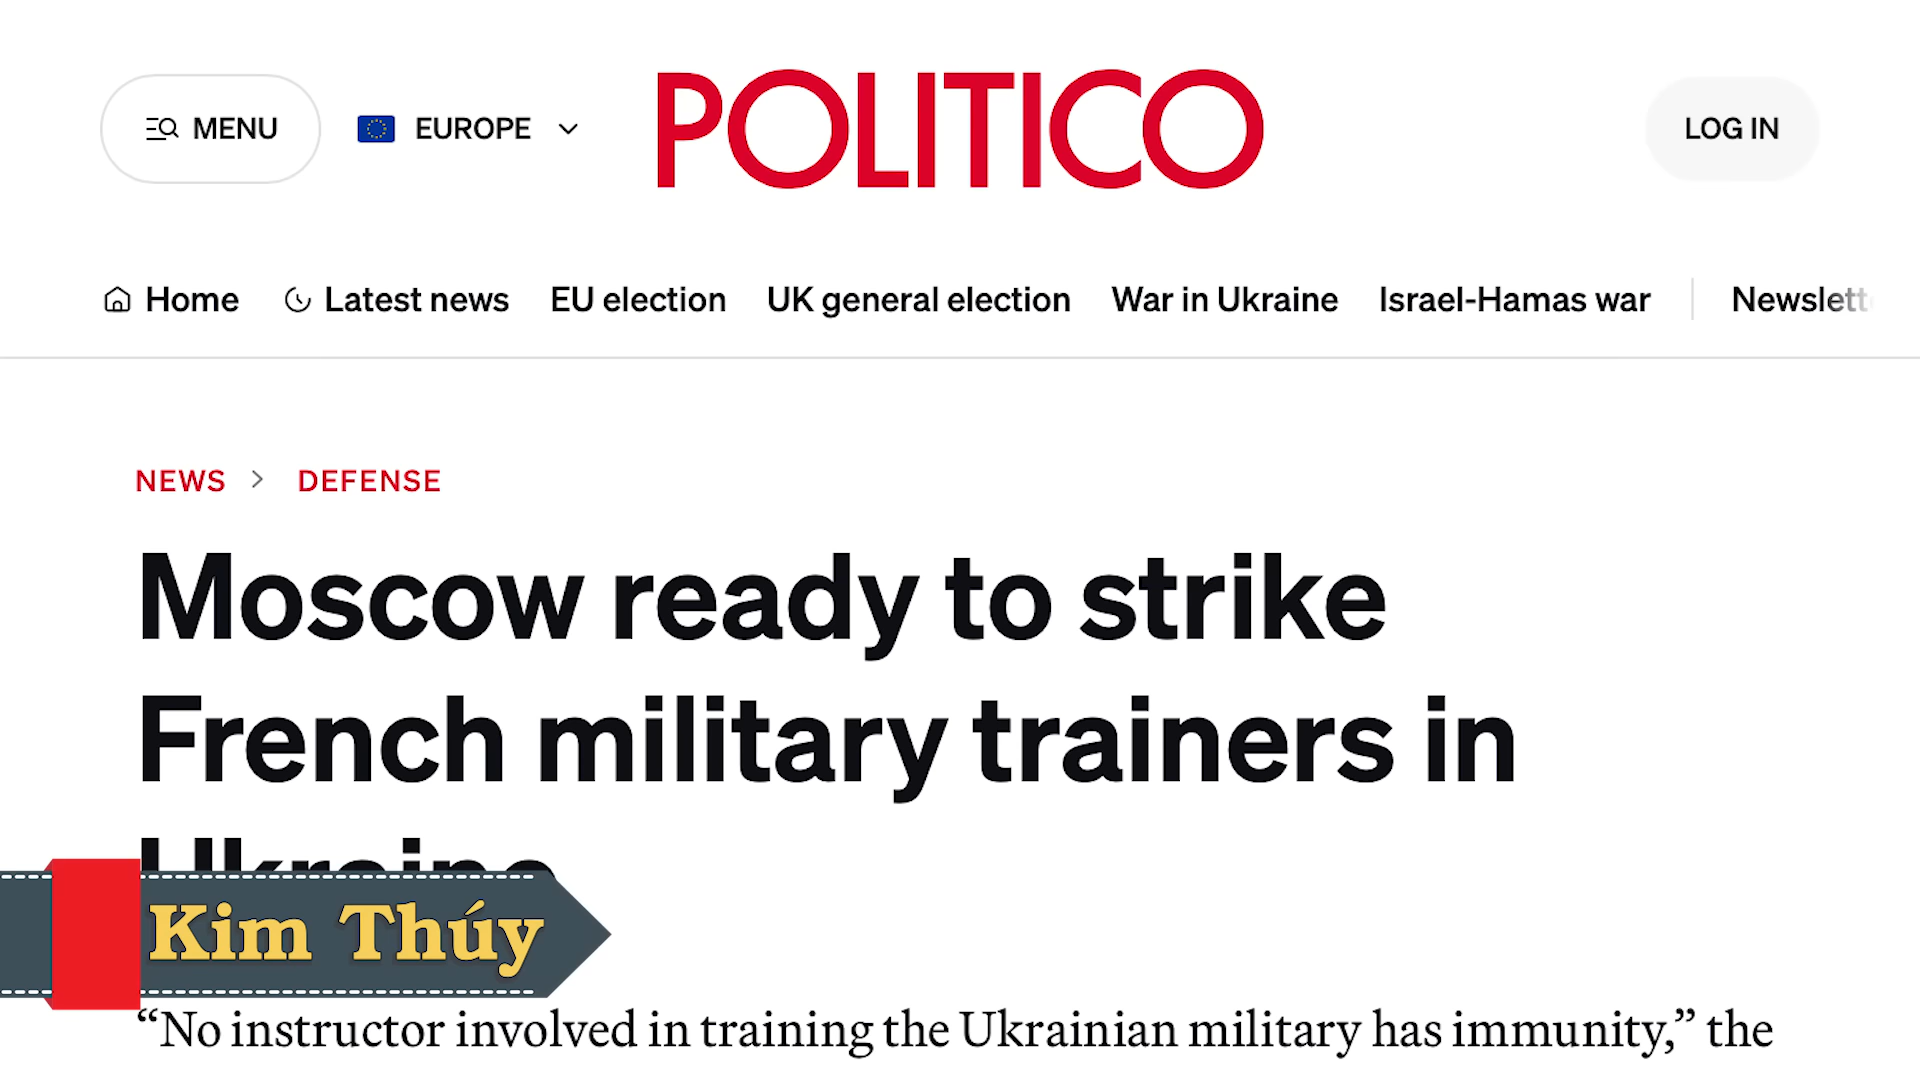 MENU
EUROPE
POLITICO
LOG IN
Home
Latest news
EU election
UK general election
War in Ukraine
Israel-Hamas war
Newslett
NEWS > DEFENSE
Moscow ready to strike
French military trainers in
Ukraine
Kim Thúy
“No instructor involved in training the Ukrainian military has immunity,” the